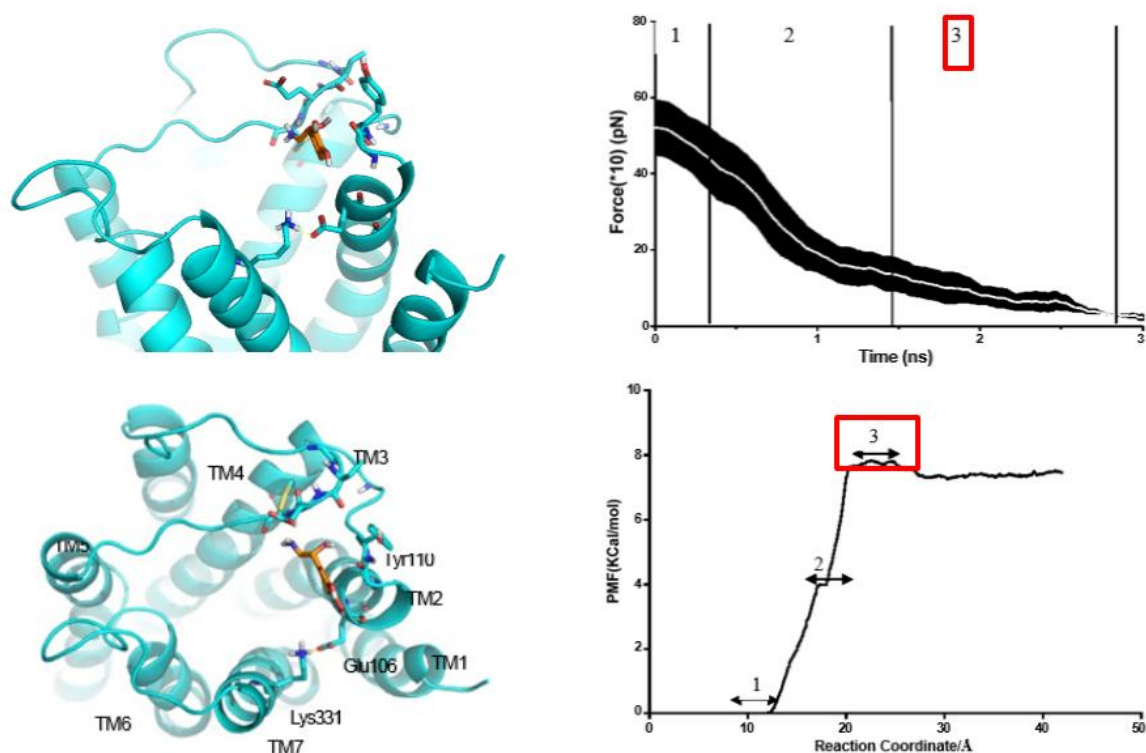 80
60
40
20
0
Force(*10) (pN)
1
2
3
0
1
2
3
Time (ns)
TM4
TM3
TM5
Tyr110
TM2
Glu106
TM1
TM6
Lys331
TM7
10
8
6
4
2
0
PMF(KCal/mol)
3
2
1
0
10
20
30
40
50
Reaction Coordinate/Å